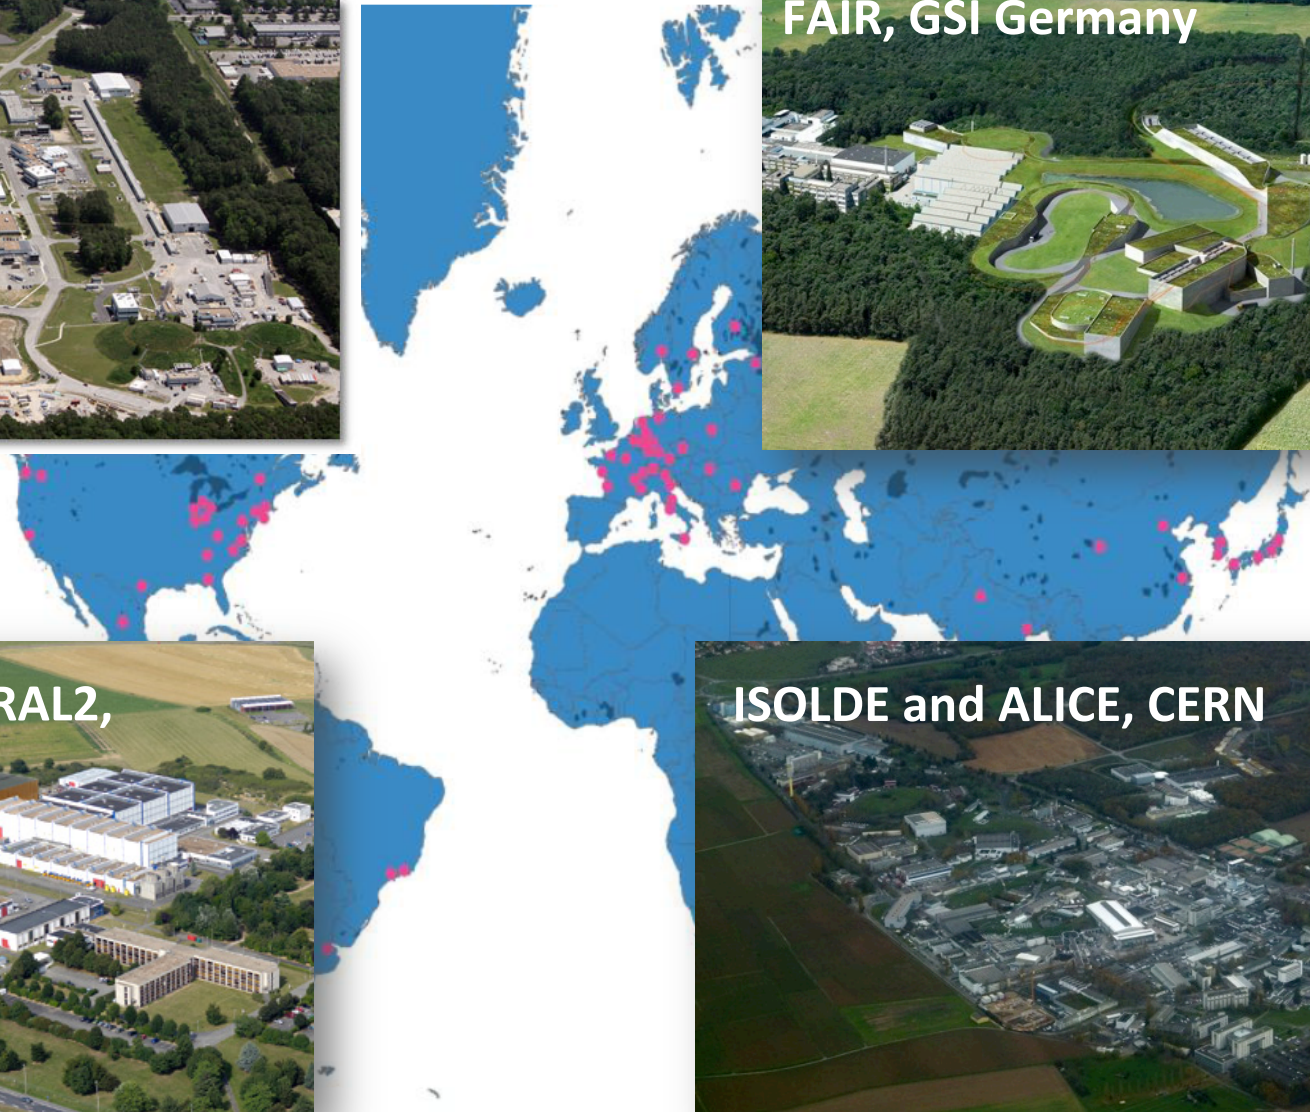 FAIR, GSI Germany
RAL2,
ISOLDE and ALICE, CERN